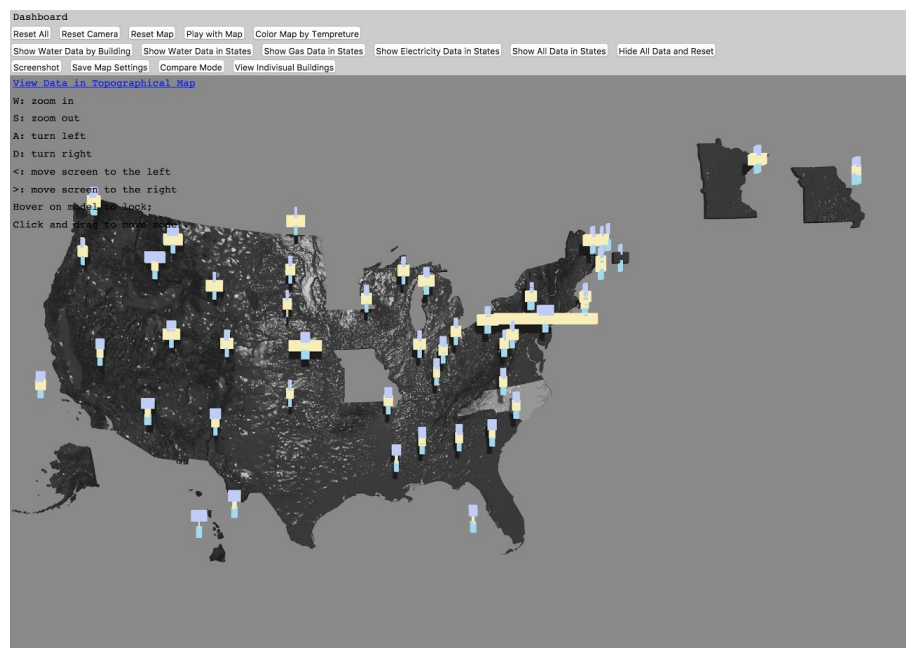 Dashboard
Reset All Reset Camera Reset Map Play with Map Color Map by Tempreture
Show Water Data by Building Show Water Data in States Show Gas Data in States Show Electricity Data in States Show All Data in States Hide All Data and Reset
Screenshot Save Map Settings Compare Mode View Indivisual Buildings
View Data in Topographical Map
W: zoom in
S: zoom out
A: turn left
D: turn right
<: move screen to the left
>: move screen to the right
Hover on model to lock;
Click and drag to move model